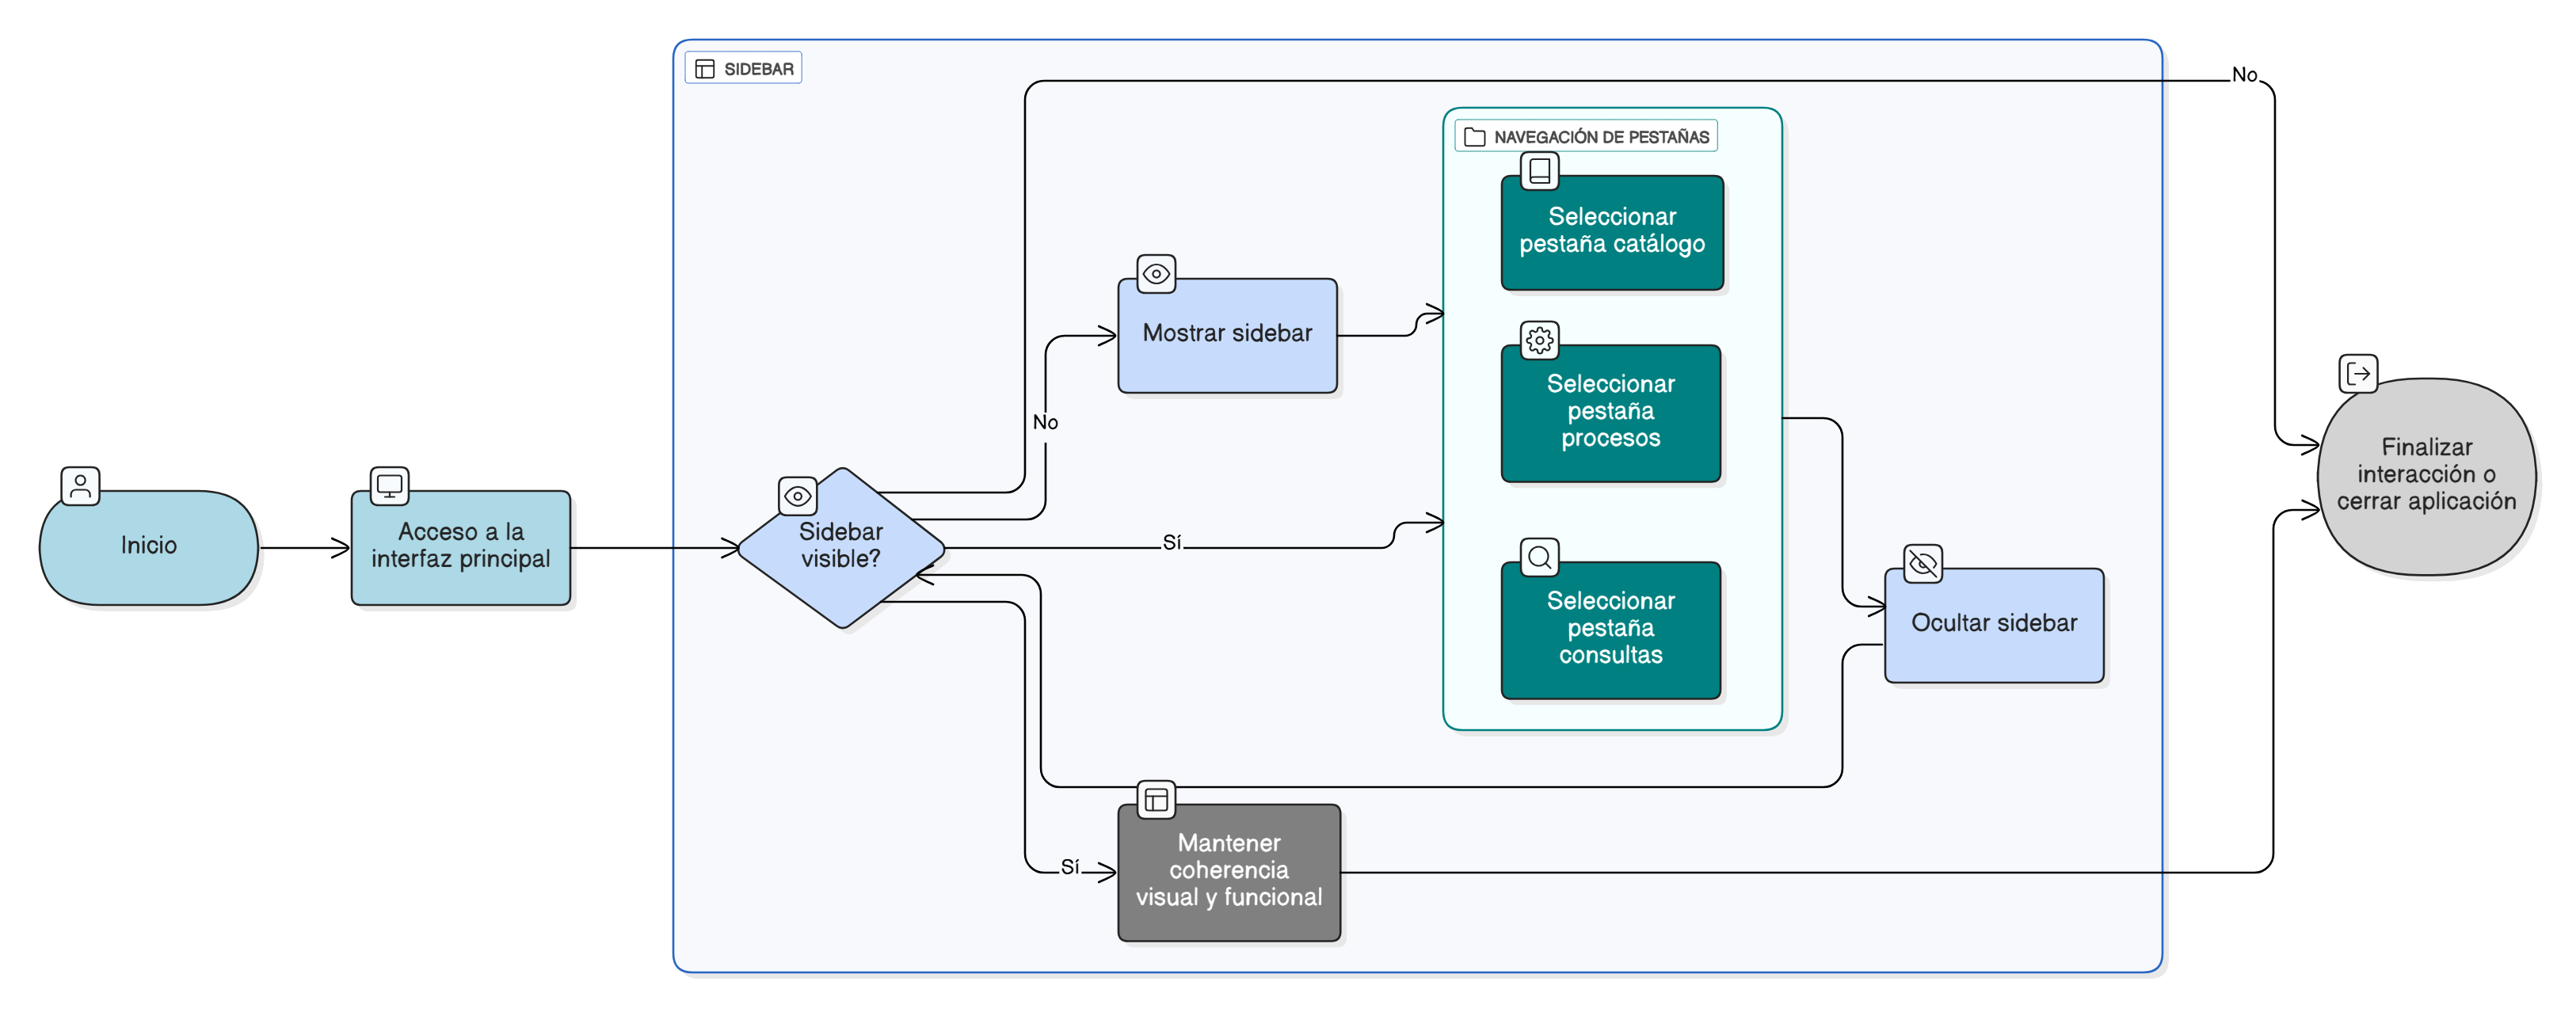 SIDEBAR
No
NAVEGACIÓN DE PESTAÑAS
Seleccionar
pestaña catálogo
Mostrar sidebar
Seleccionar
pestaña
procesos
No
Finalizar
interacción o
cerrar aplicación
Inicio
Acceso a la
interfaz principal
Sidebar
visible?
Sí
Seleccionar
pestaña
consultas
Ocultar sidebar
Sí
Mantener
coherencia
visual y funcional